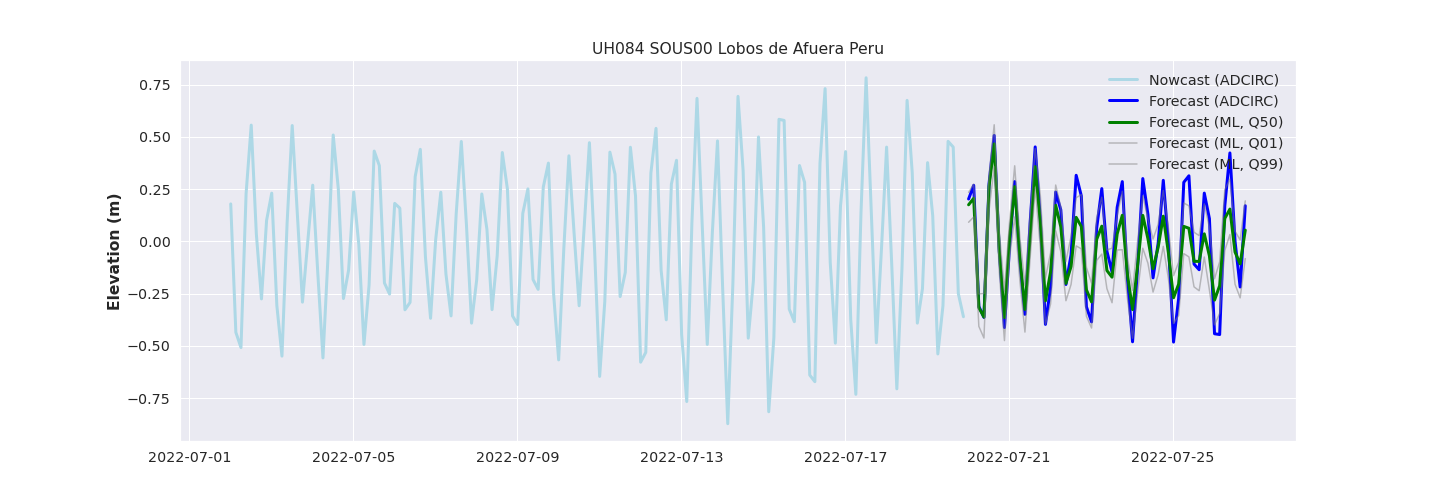 UH084 SOUS00 Lobos de Afuera Peru
Elevation (m)
0.75
0.50
0.25
0.00
−0.25
−0.50
−0.75
Nowcast (ADCIRC)
Forecast (ADCIRC)
Forecast (ML, Q50)
Forecast (ML, Q01)
Forecast (ML, Q99)
2022-07-01 2022-07-05 2022-07-09 2022-07-13 2022-07-17 2022-07-21 2022-07-25